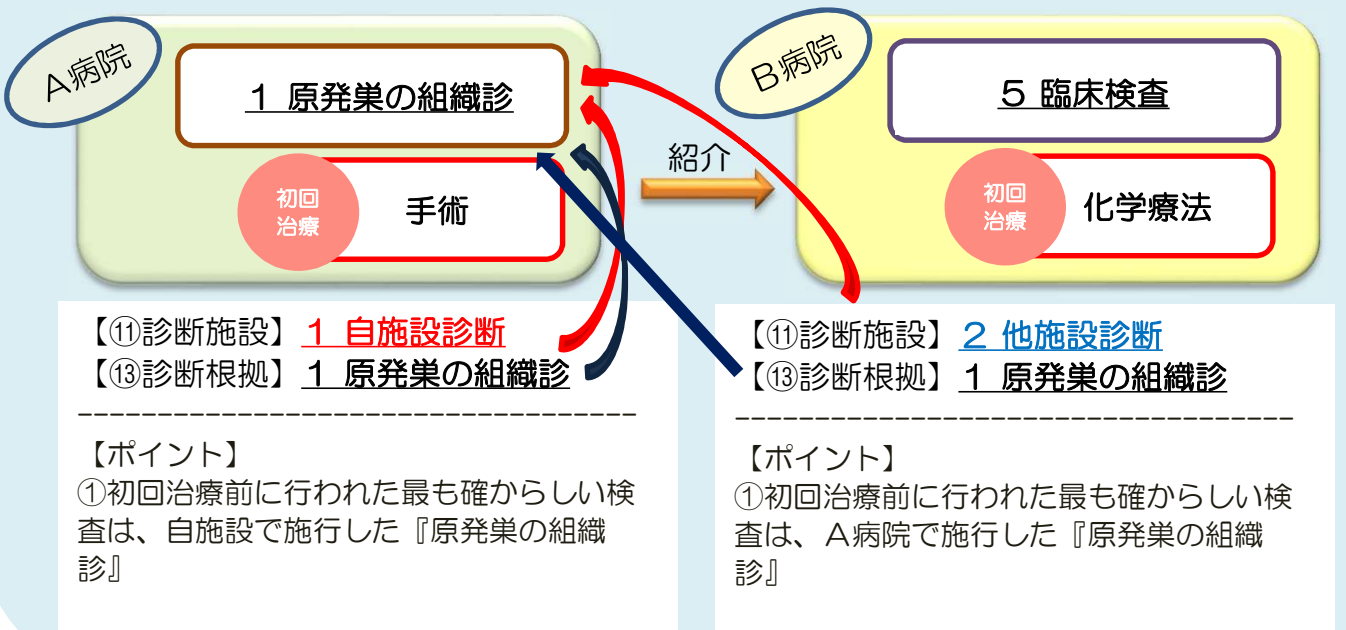 A病院
1 原発巣の組織診
初回
治療
手術
紹介
B病院
5 臨床検査
初回
治療
化学療法
【⑪診断施設】1 自施設診断
【⑬診断根拠】1 原発巣の組織診
------------------------------------
【ポイント】
①初回治療前に行われた最も確からしい検
査は、自施設で施行した『原発巣の組織
診』
【⑪診断施設】2 他施設診断
【⑬診断根拠】1 原発巣の組織診
------------------------------------
【ポイント】
①初回治療前に行われた最も確からしい検
査は、A病院で施行した『原発巣の組織
診』